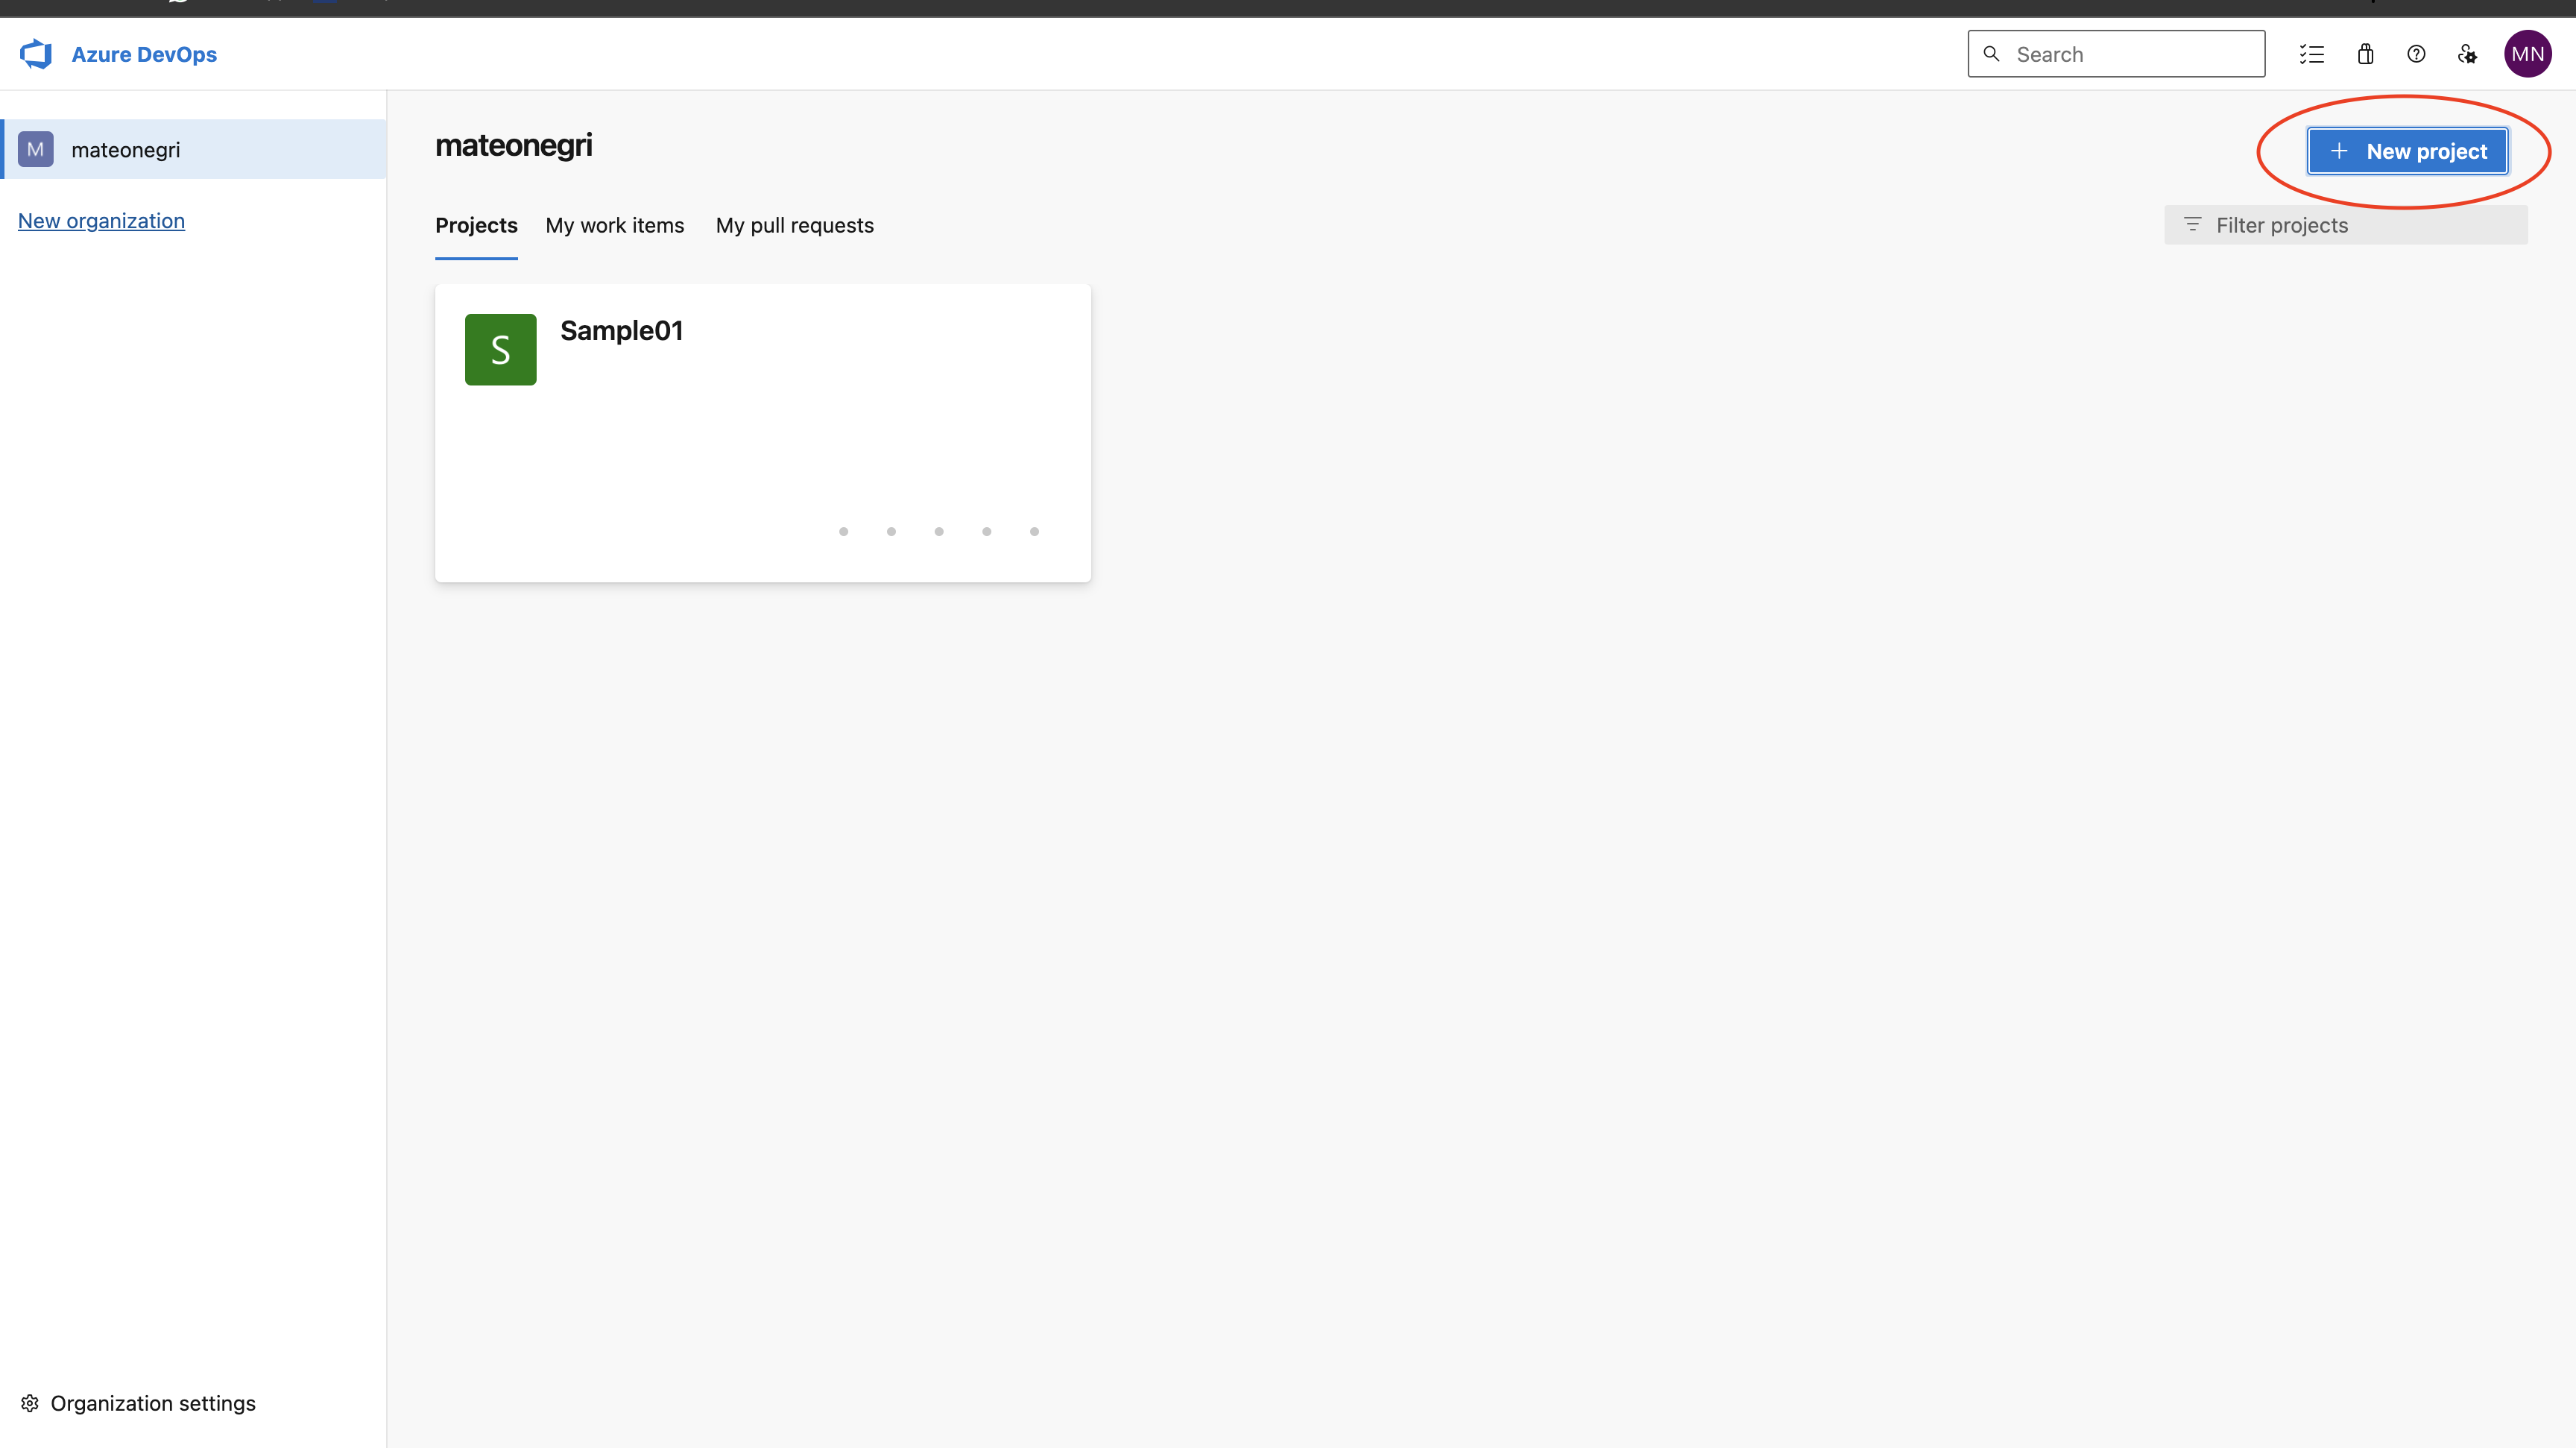 Azure DevOps
Search
MN
M
mateonegri
New organization
mateonegri
New project
Projects
My work items
My pull requests
Filter projects
S
Sample01
Organization settings